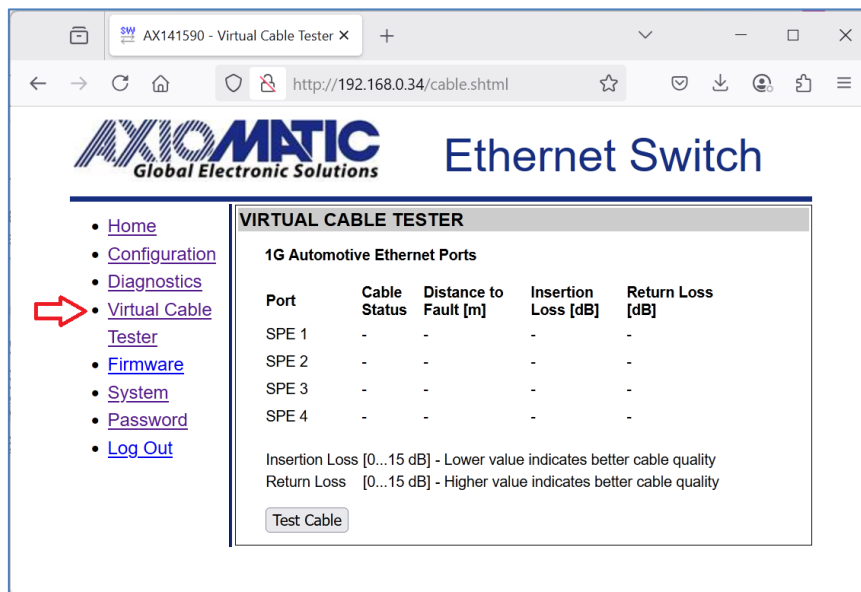 SW AX141590 - Virtual Cable Tester
http://192.168.0.34/cable.shtml
AXIOMATIC
Global Electronic Solutions
Ethernet Switch
Home
Configuration
Diagnostics
Virtual Cable
Tester
Firmware
System
Password
Log Out
VIRTUAL CABLE TESTER
1G Automotive Ethernet Ports
Port Cable Status Distance to Fault [m] Insertion Loss [dB] Return Loss [dB]
SPE 1 - - - -
SPE 2 - - - -
SPE 3 - - - -
SPE 4 - - - -
Insertion Loss [0...15 dB] - Lower value indicates better cable quality
Return Loss [0...15 dB] - Higher value indicates better cable quality
Test Cable